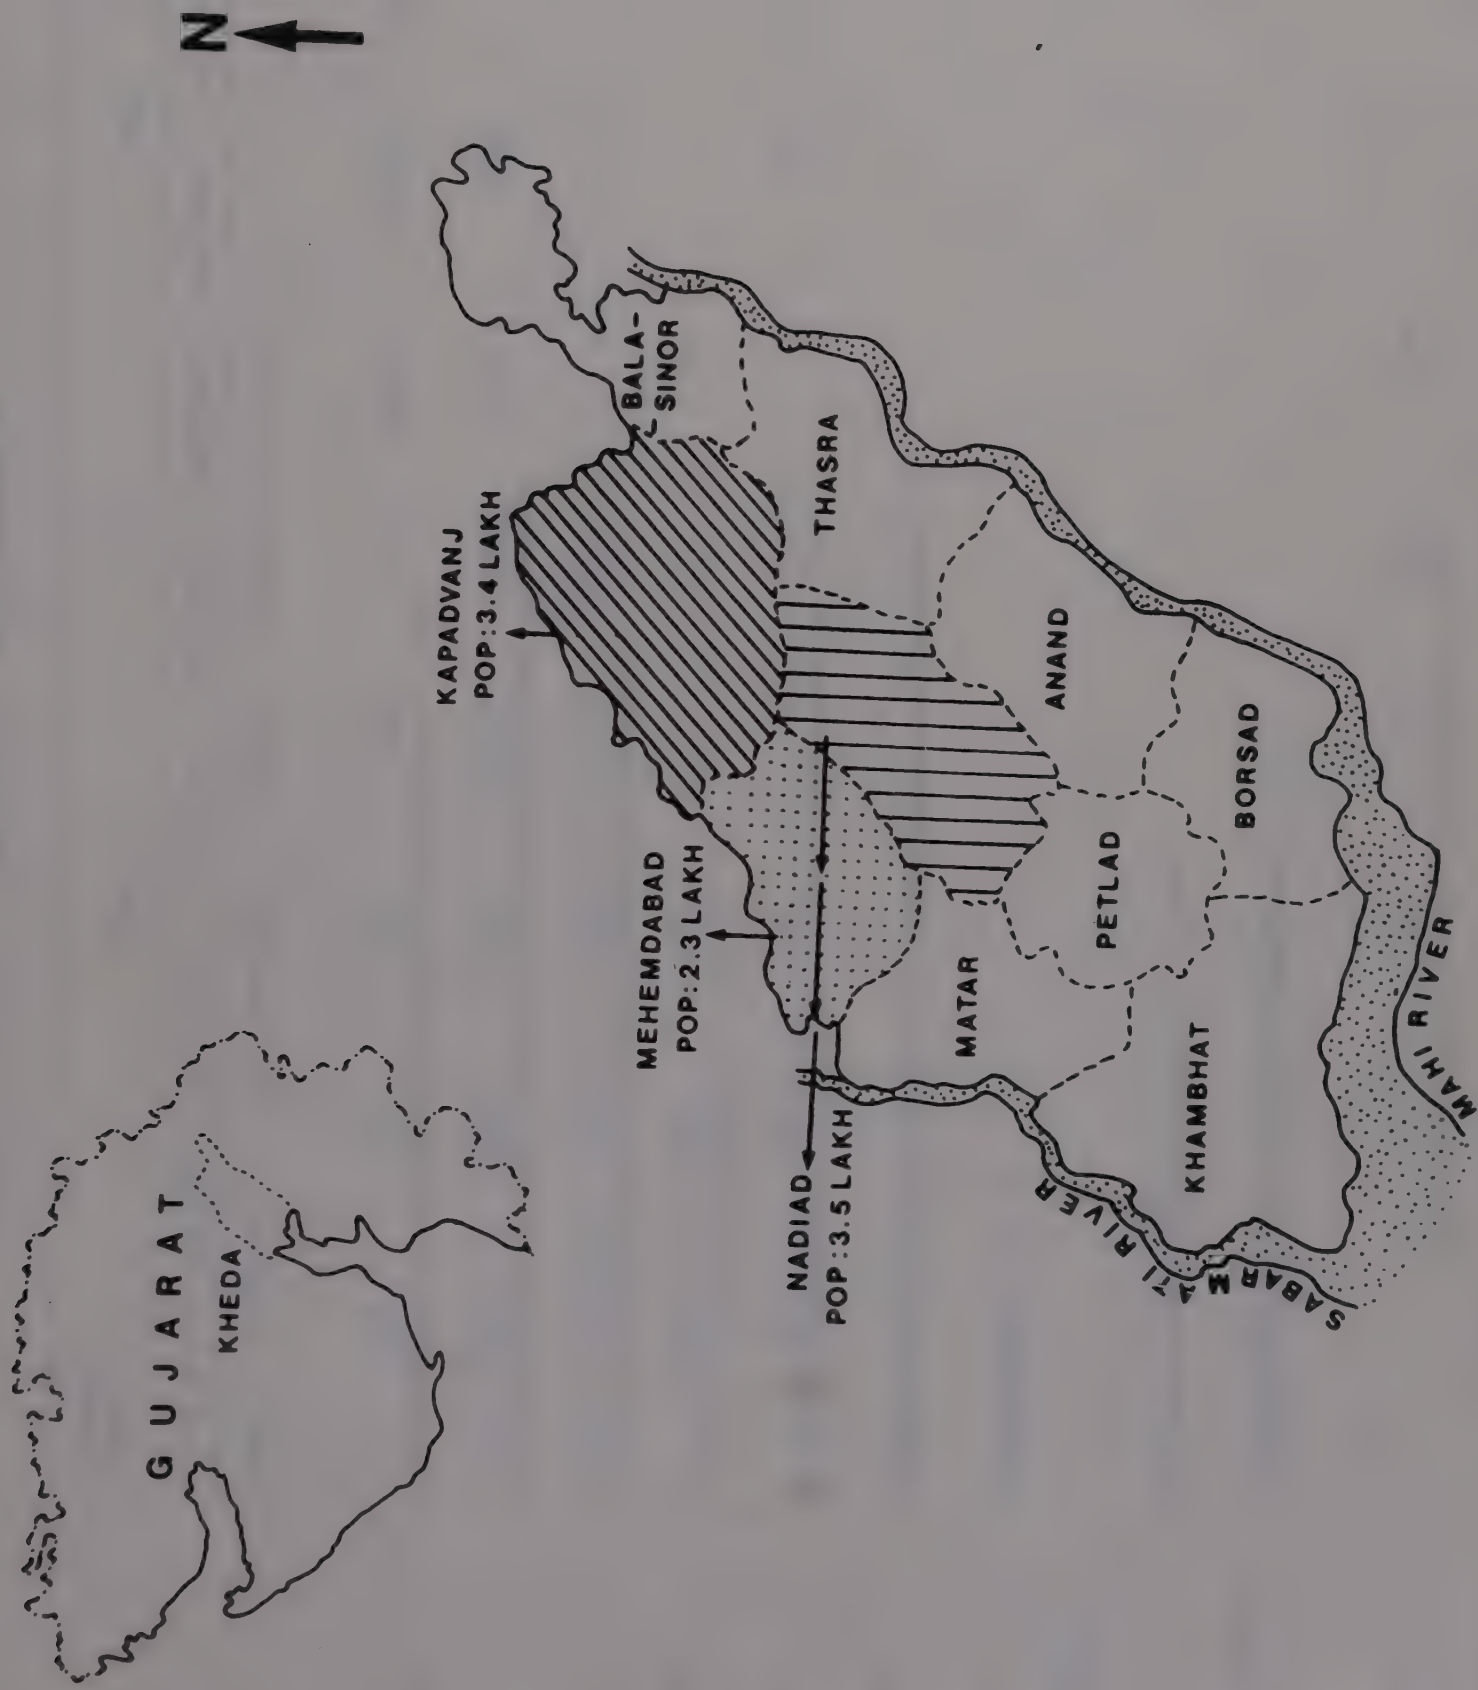 N
GUJARAT
KHEDA
KAPADVANJ
POP:3.4 LAKH
BALA-
SINOR
MEHEMDABAD
POP:2.3 LAKH
NADIAD
POP:3.5 LAKH
THASRA
MATAR
ANAND
PETLAD
KHAMBHAT
BORSAD
SABARMATI RIVER
MAHI RIVER